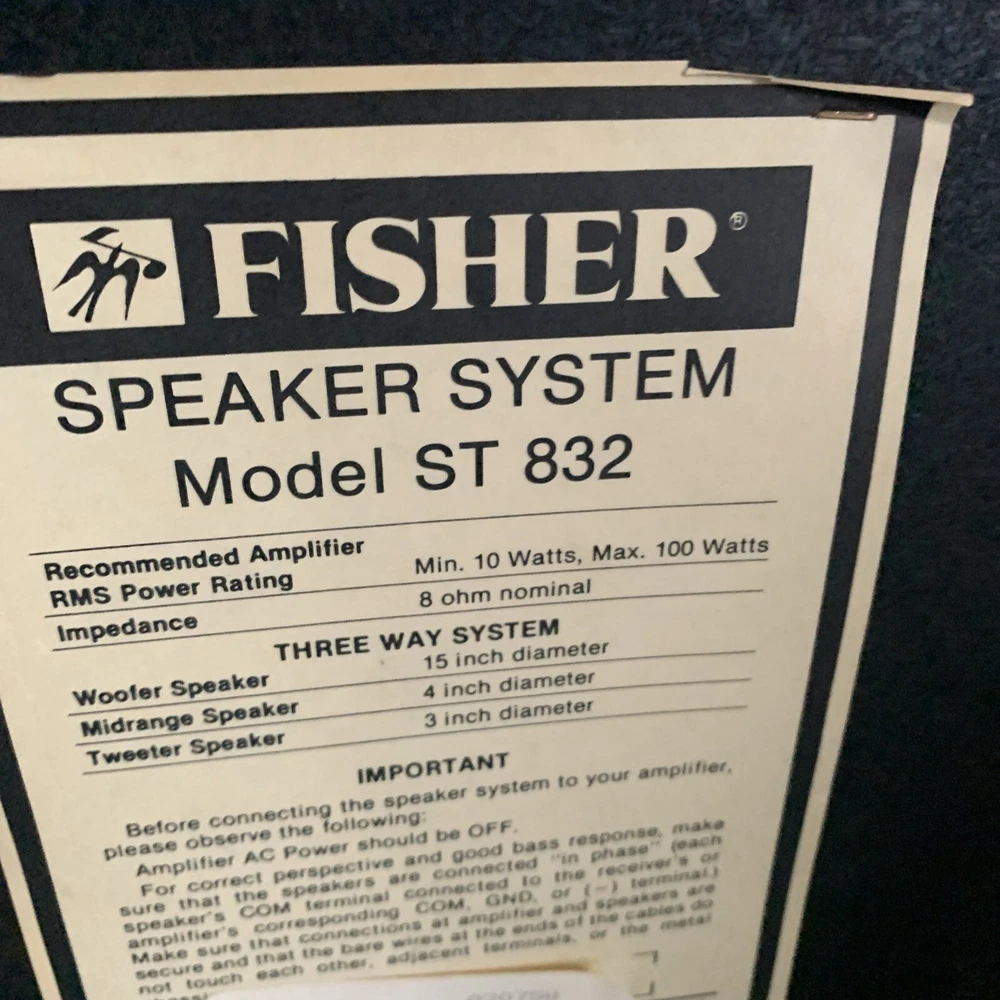 FISHER®
SPEAKER SYSTEM
Model ST 832
Recommended Amplifier
RMS Power Rating Min. 10 Watts, Max. 100 Watts
Impedance 8 ohm nominal
THREE WAY SYSTEM
Woofer Speaker 15 inch diameter
Midrange Speaker 4 inch diameter
Tweeter Speaker 3 inch diameter
IMPORTANT
Before connecting the speaker system to your amplifier,
please observe the following:
Amplifier AC Power should be OFF.
For correct perspective and good bass response, make
sure that the speakers are connected "in phase" (each
speaker's COM terminal connected to the receiver's or
amplifier's corresponding COM, GND, or (-) terminal.)
Make sure that connections at amplifier and speakers are
secure and that the bare wires at the ends of the cables do
not touch each other, adjacent terminals, or the metal